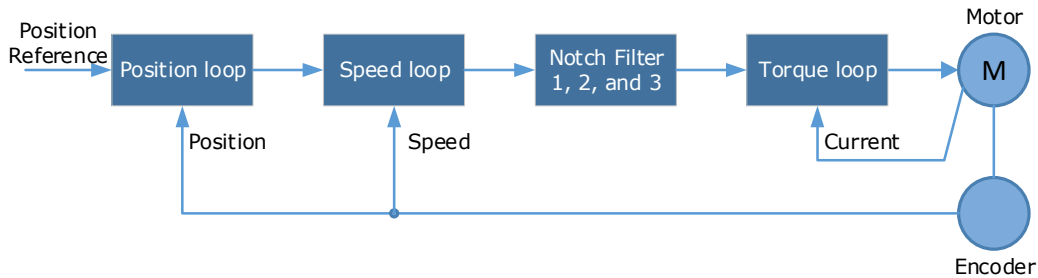 Position
Reference
Position loop
Speed loop
Notch Filter
1, 2, and 3
Torque loop
Motor
M
Position
Speed
Current
Encoder